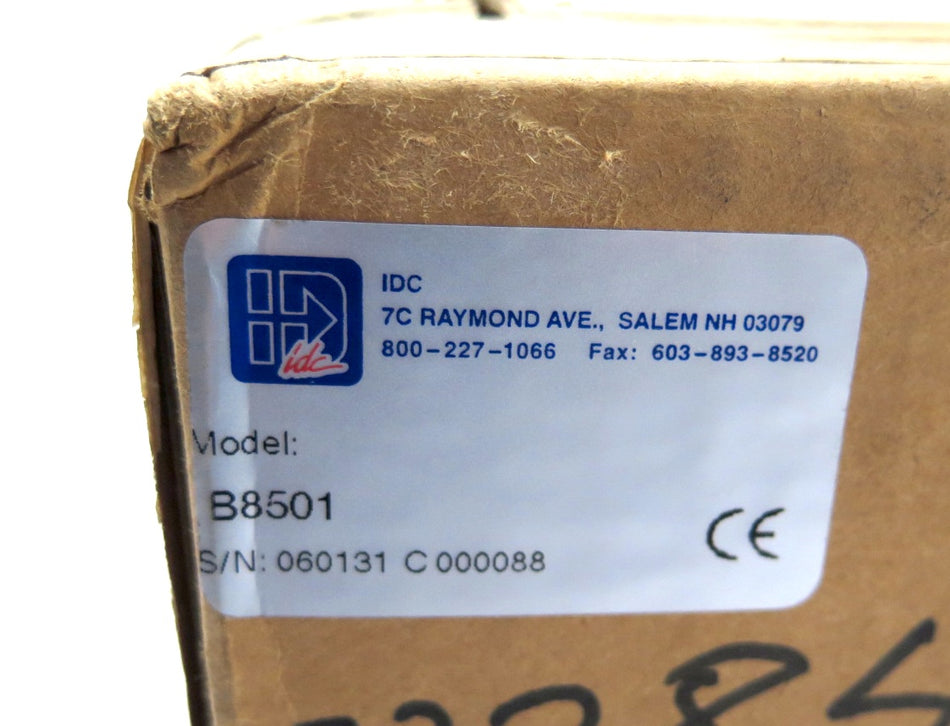 IDC
7C RAYMOND AVE., SALEM NH 03079
800-227-1066 Fax: 603-893-8520
idc
Model:
B8501
CE
S/N: 060131 C 000088